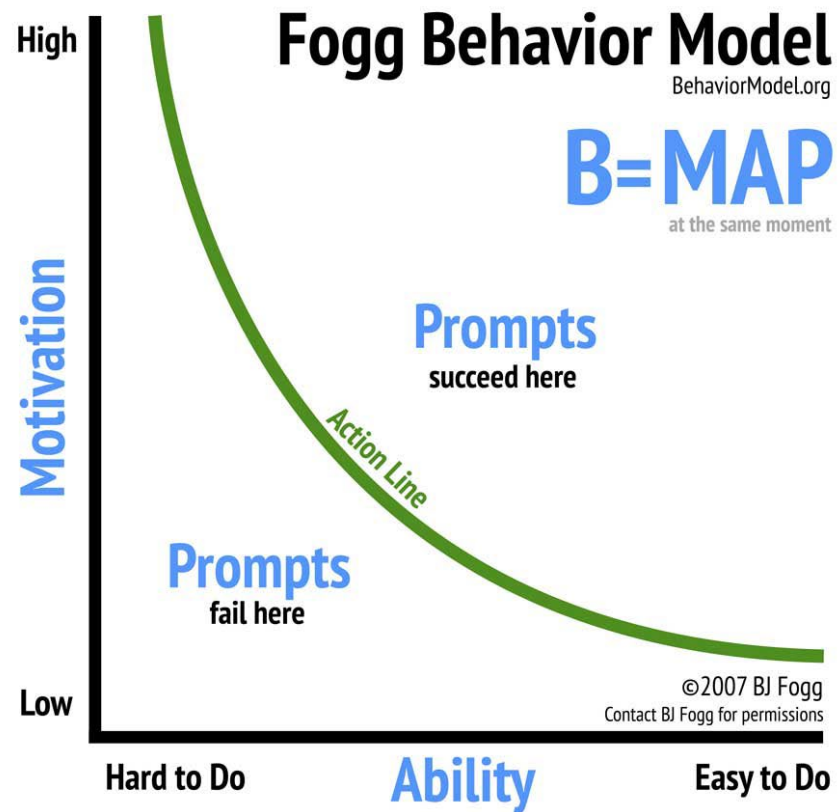 High
Fogg Behavior Model
BehaviorModel.org
B=MAP
at the same moment
Motivation
Prompts
succeed here
Action Line
Prompts
fail here
©2007 BJ Fogg
Contact BJ Fogg for permissions
Low
Hard to Do
Ability
Easy to Do